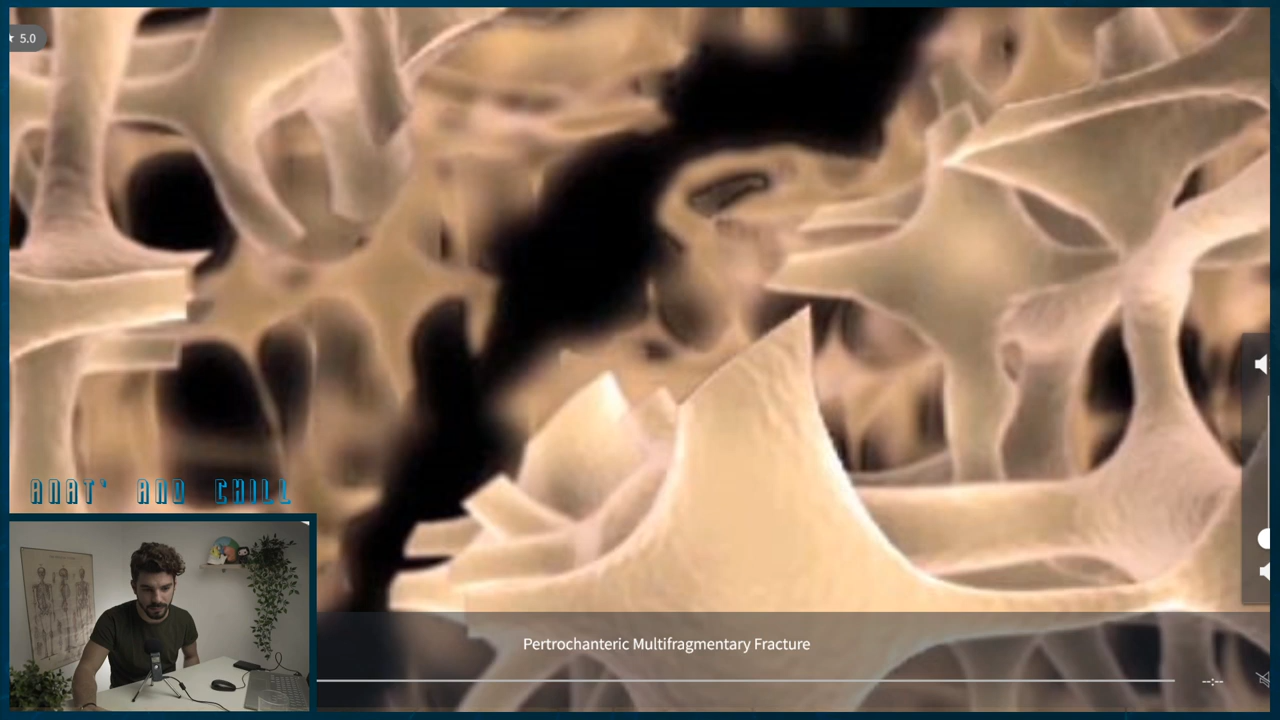 5.0
ANAT' AND CHILL
Pertrochanteric Multifragmentary Fracture
--:--